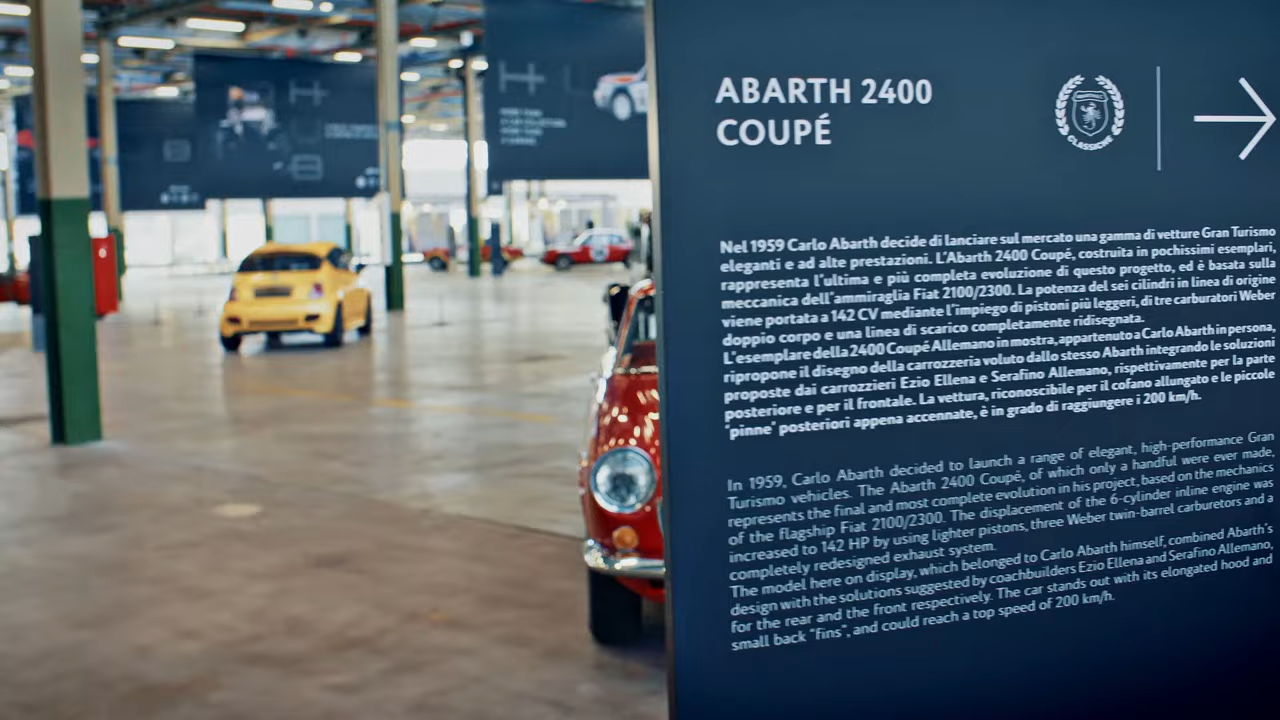 ABARTH 2400
COUPÉ
CLASSICHE
Nel 1959 Carlo Abarth decide di lanciare sul mercato una gamma di vetture Gran Turismo
eleganti e ad alte prestazioni. L'Abarth 2400 Coupé, costruita in pochissimi esemplari,
rappresenta l'ultima e più completa evoluzione di questo progetto, ed è basata sulla
meccanica dell'ammiraglia Fiat 2100/2300. La potenza del sei cilindri in linea di origine
viene portata a 142 CV mediante l'impiego di pistoni più leggeri, di tre carburatori Weber
doppio corpo e una linea di scarico completamente ridisegnata.
L'esemplare della 2400 Coupé Allemano in mostra, appartenuto a Carlo Abarth in persona,
ripropone il disegno della carrozzeria voluto dallo stesso Abarth integrando le soluzioni
proposte dai carrozzieri Ezio Ellena e Serafino Allemano, rispettivamente per la parte
posteriore e per il frontale. La vettura, riconoscibile per il cofano allungato e le piccole
"pinne" posteriori appena accennate, è in grado di raggiungere i 200 km/h.
In 1959, Carlo Abarth decided to launch a range of elegant, high-performance Gran
Turismo vehicles. The Abarth 2400 Coupé, of which only a handful were ever made,
represents the final and most complete evolution in his project, based on the mechanics
of the flagship Fiat 2100/2300. The displacement of the 6-cylinder inline engine was
increased to 142 HP by using lighter pistons, three Weber twin-barrel carburetors and a
completely redesigned exhaust system.
The model here on display, which belonged to Carlo Abarth himself, combined Abarth's
design with the solutions suggested by coachbuilders Ezio Ellena and Serafino Allemano,
for the rear and the front respectively. The car stands out with its elongated hood and
small back "fins", and could reach a top speed of 200 km/h.